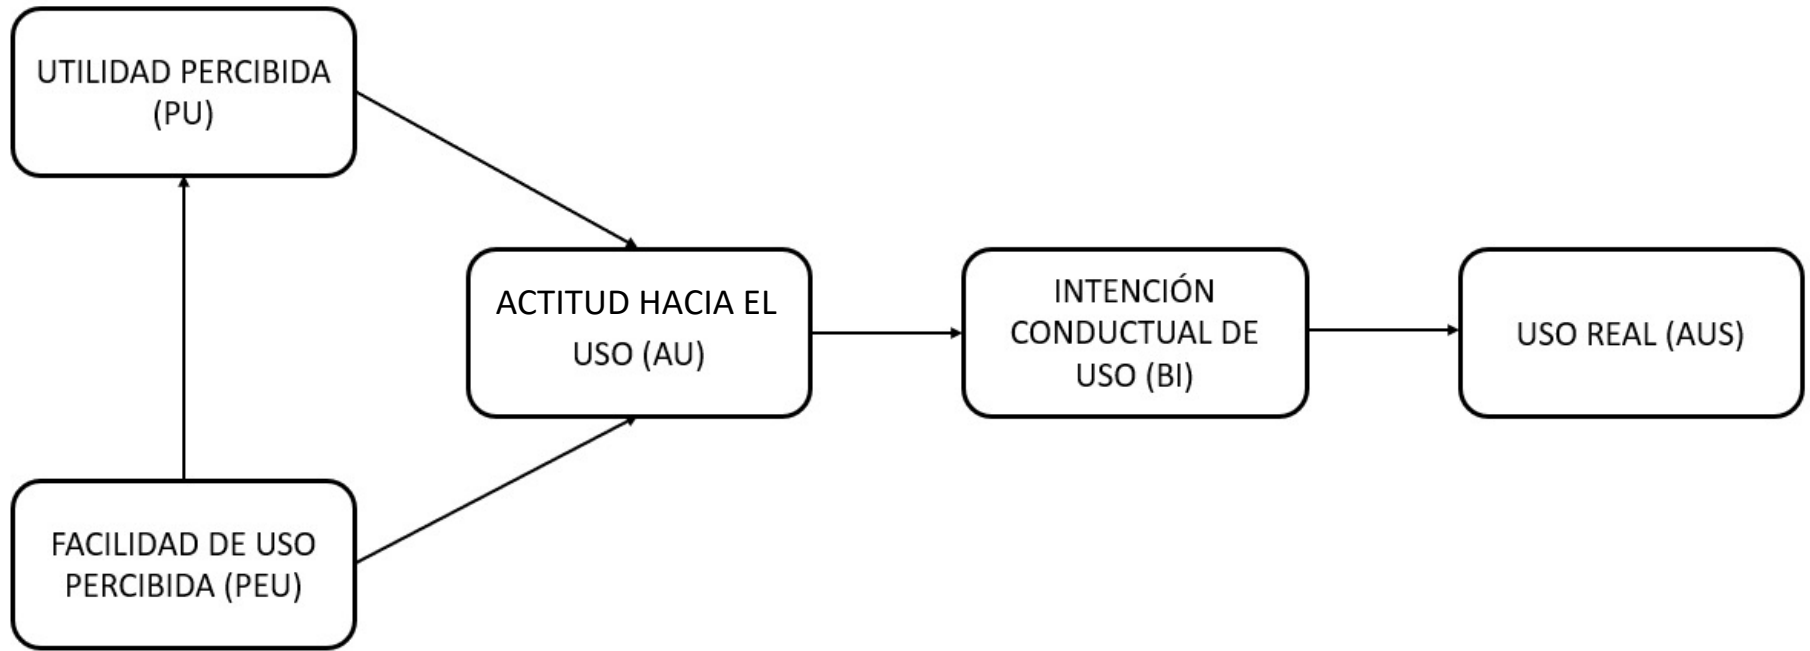 UTILIDAD PERCIBIDA
(PU)
ACTITUD HACIA EL
USO (AU)
INTENCIÓN
CONDUCTUAL DE
USO (BI)
USO REAL (AUS)
FACILIDAD DE USO
PERCIBIDA (PEU)